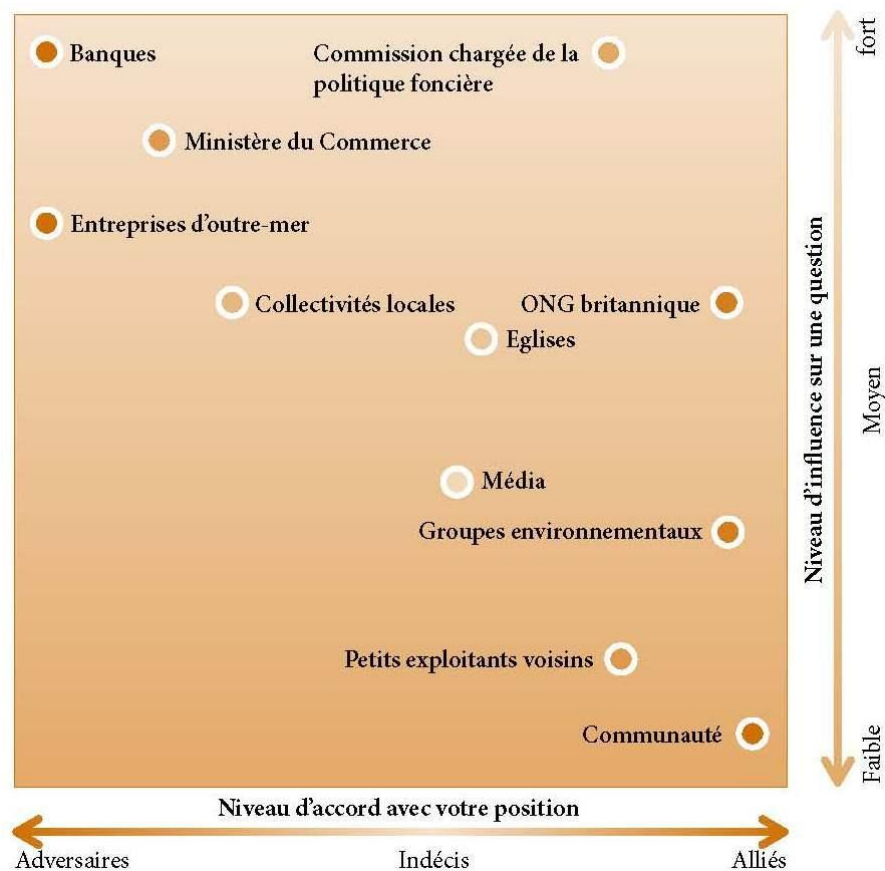 Banques
Commission chargée de la
politique foncière
Ministère du Commerce
Entreprises d'outre-mer
Collectivités locales
ONG britannique
Eglises
Média
Groupes environnementaux
Petits exploitants voisins
Communauté
fort
Moyen
Faible
Niveau d'influence sur une question
Niveau d'accord avec votre position
Adversaires
Indécis
Alliés